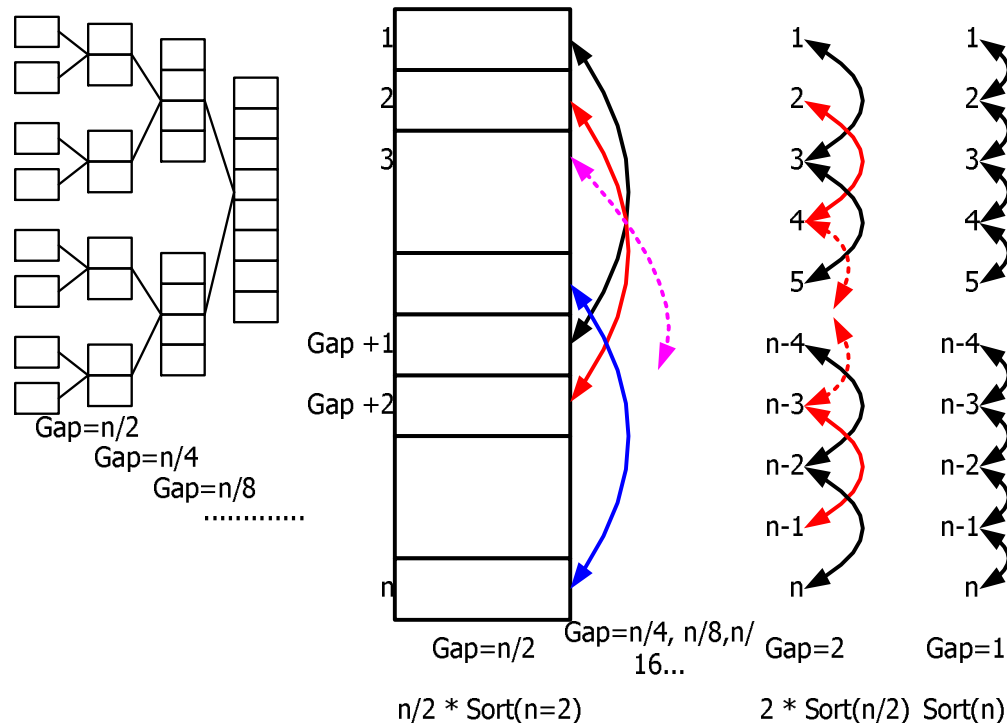 Gap=n/2
Gap=n/4
Gap=n/8
1
2
3
Gap +1
Gap +2
n
Gap=n/2
Gap=n/4, n/8,n/
16...
n/2 * Sort(n=2)
1
2
3
4
5
n-4
n-3
n-2
n-1
n
Gap=2
2 * Sort(n/2)
1
2
3
4
5
n-4
n-3
n-2
n-1
n
Gap=1
Sort(n)